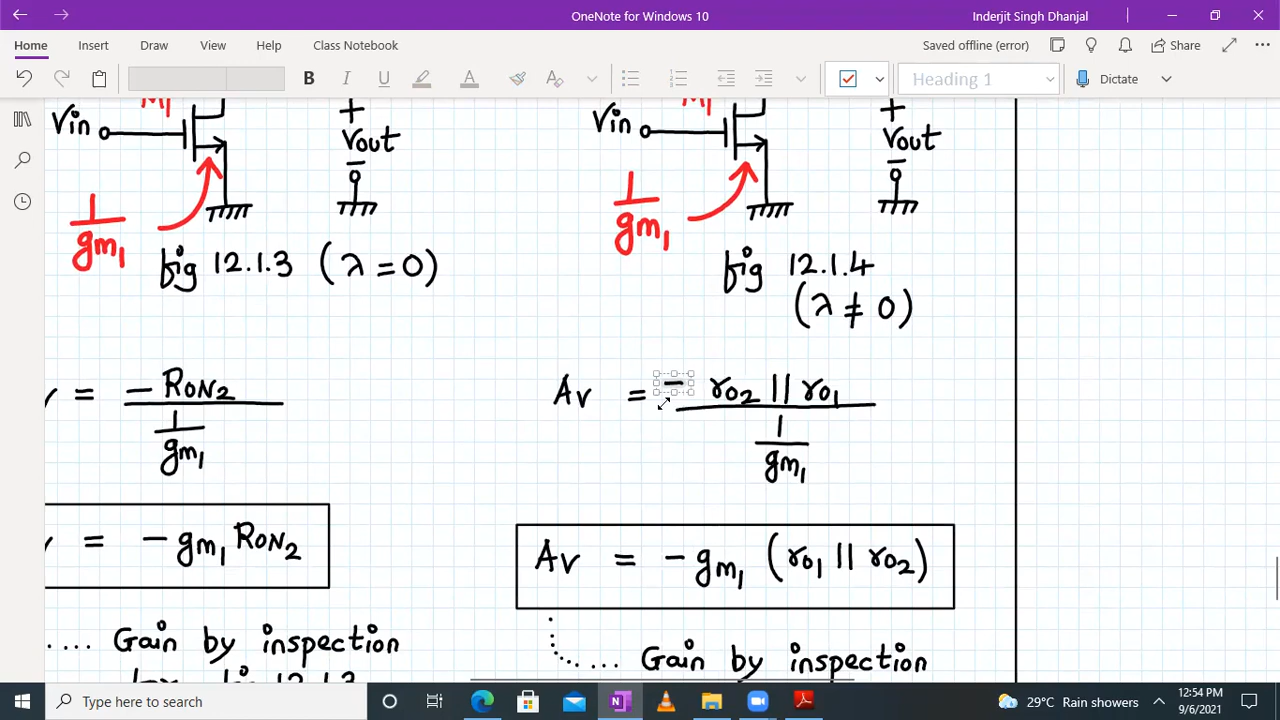 OneNote for Windows 10
Inderjit Singh Dhanjal
Home Insert Draw View Help Class Notebook
Saved offline (error)
Share
B I U A
Heading 1
Dictate
M1
Vin
+
Vout
-
1
gm1
fig 12.1.3 (λ = 0)
M1
Vin
+
Vout
-
1
gm1
fig 12.1.4
(λ ≠ 0)
= - RON2
1
gm1
= - gm1 RON2
.... Gain by inspection
Av = - ro2 || ro1
1
gm1
Av = - gm1 (ro1 || ro2)
..... Gain by inspection
Type here to search
29°C Rain showers
12:54 PM
9/6/2021